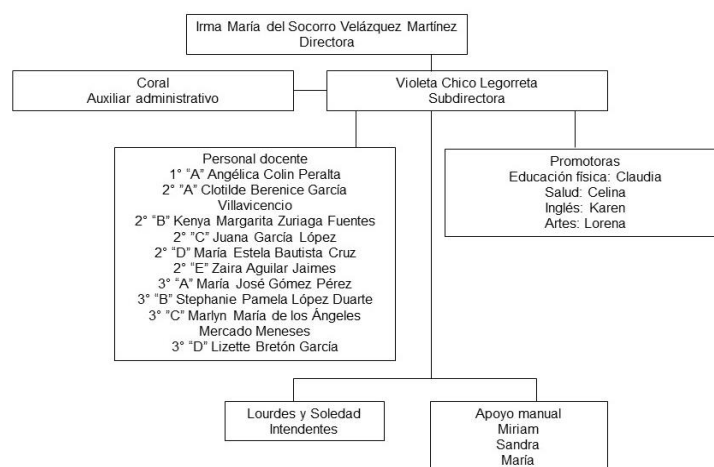 Irma María del Socorro Velázquez Martínez
Directora
Coral
Auxiliar administrativo
Violeta Chico Legorreta
Subdirectora
Personal docente
1° “A” Angélica Colin Peralta
2° ”A” Clotilde Berenice García
Villavicencio
2° “B” Kenya Margarita Zuriaga Fuentes
2° ”C” Juana García López
2° “D” María Estela Bautista Cruz
2° ”E” Zaira Aguilar Jaimes
3° “A” María José Gómez Pérez
3° “B” Stephanie Pamela López Duarte
3° ”C” Marlyn María de los Ángeles
Mercado Meneses
3° “D” Lizette Bretón García
Promotoras
Educación física: Claudia
Salud: Celina
Inglés: Karen
Artes: Lorena
Lourdes y Soledad
Intendentes
Apoyo manual
Miriam
Sandra
María